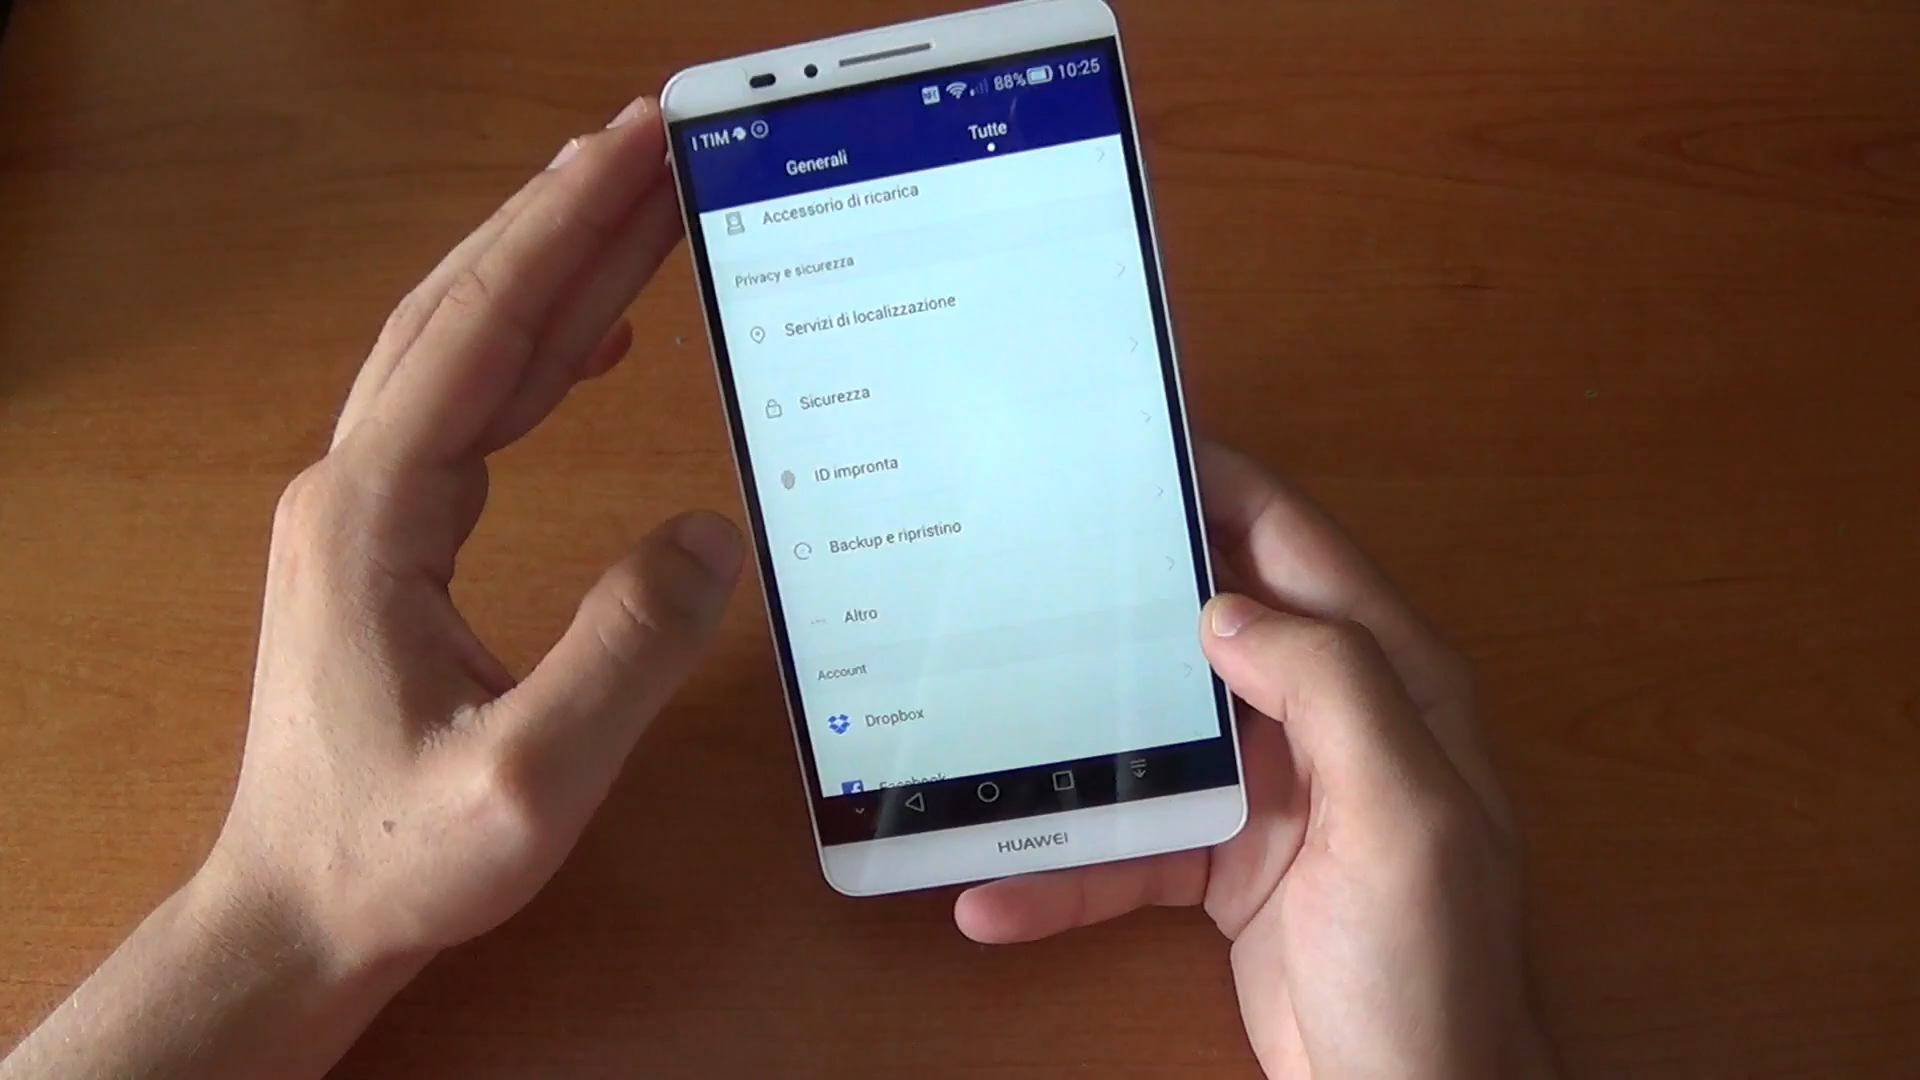 I TIM
88% 10:25
Generali
Tutte
Accessorio di ricarica
Privacy e sicurezza
Servizi di localizzazione
Sicurezza
ID impronta
Backup e ripristino
Altro
Account
Dropbox
Facebook
HUAWEI